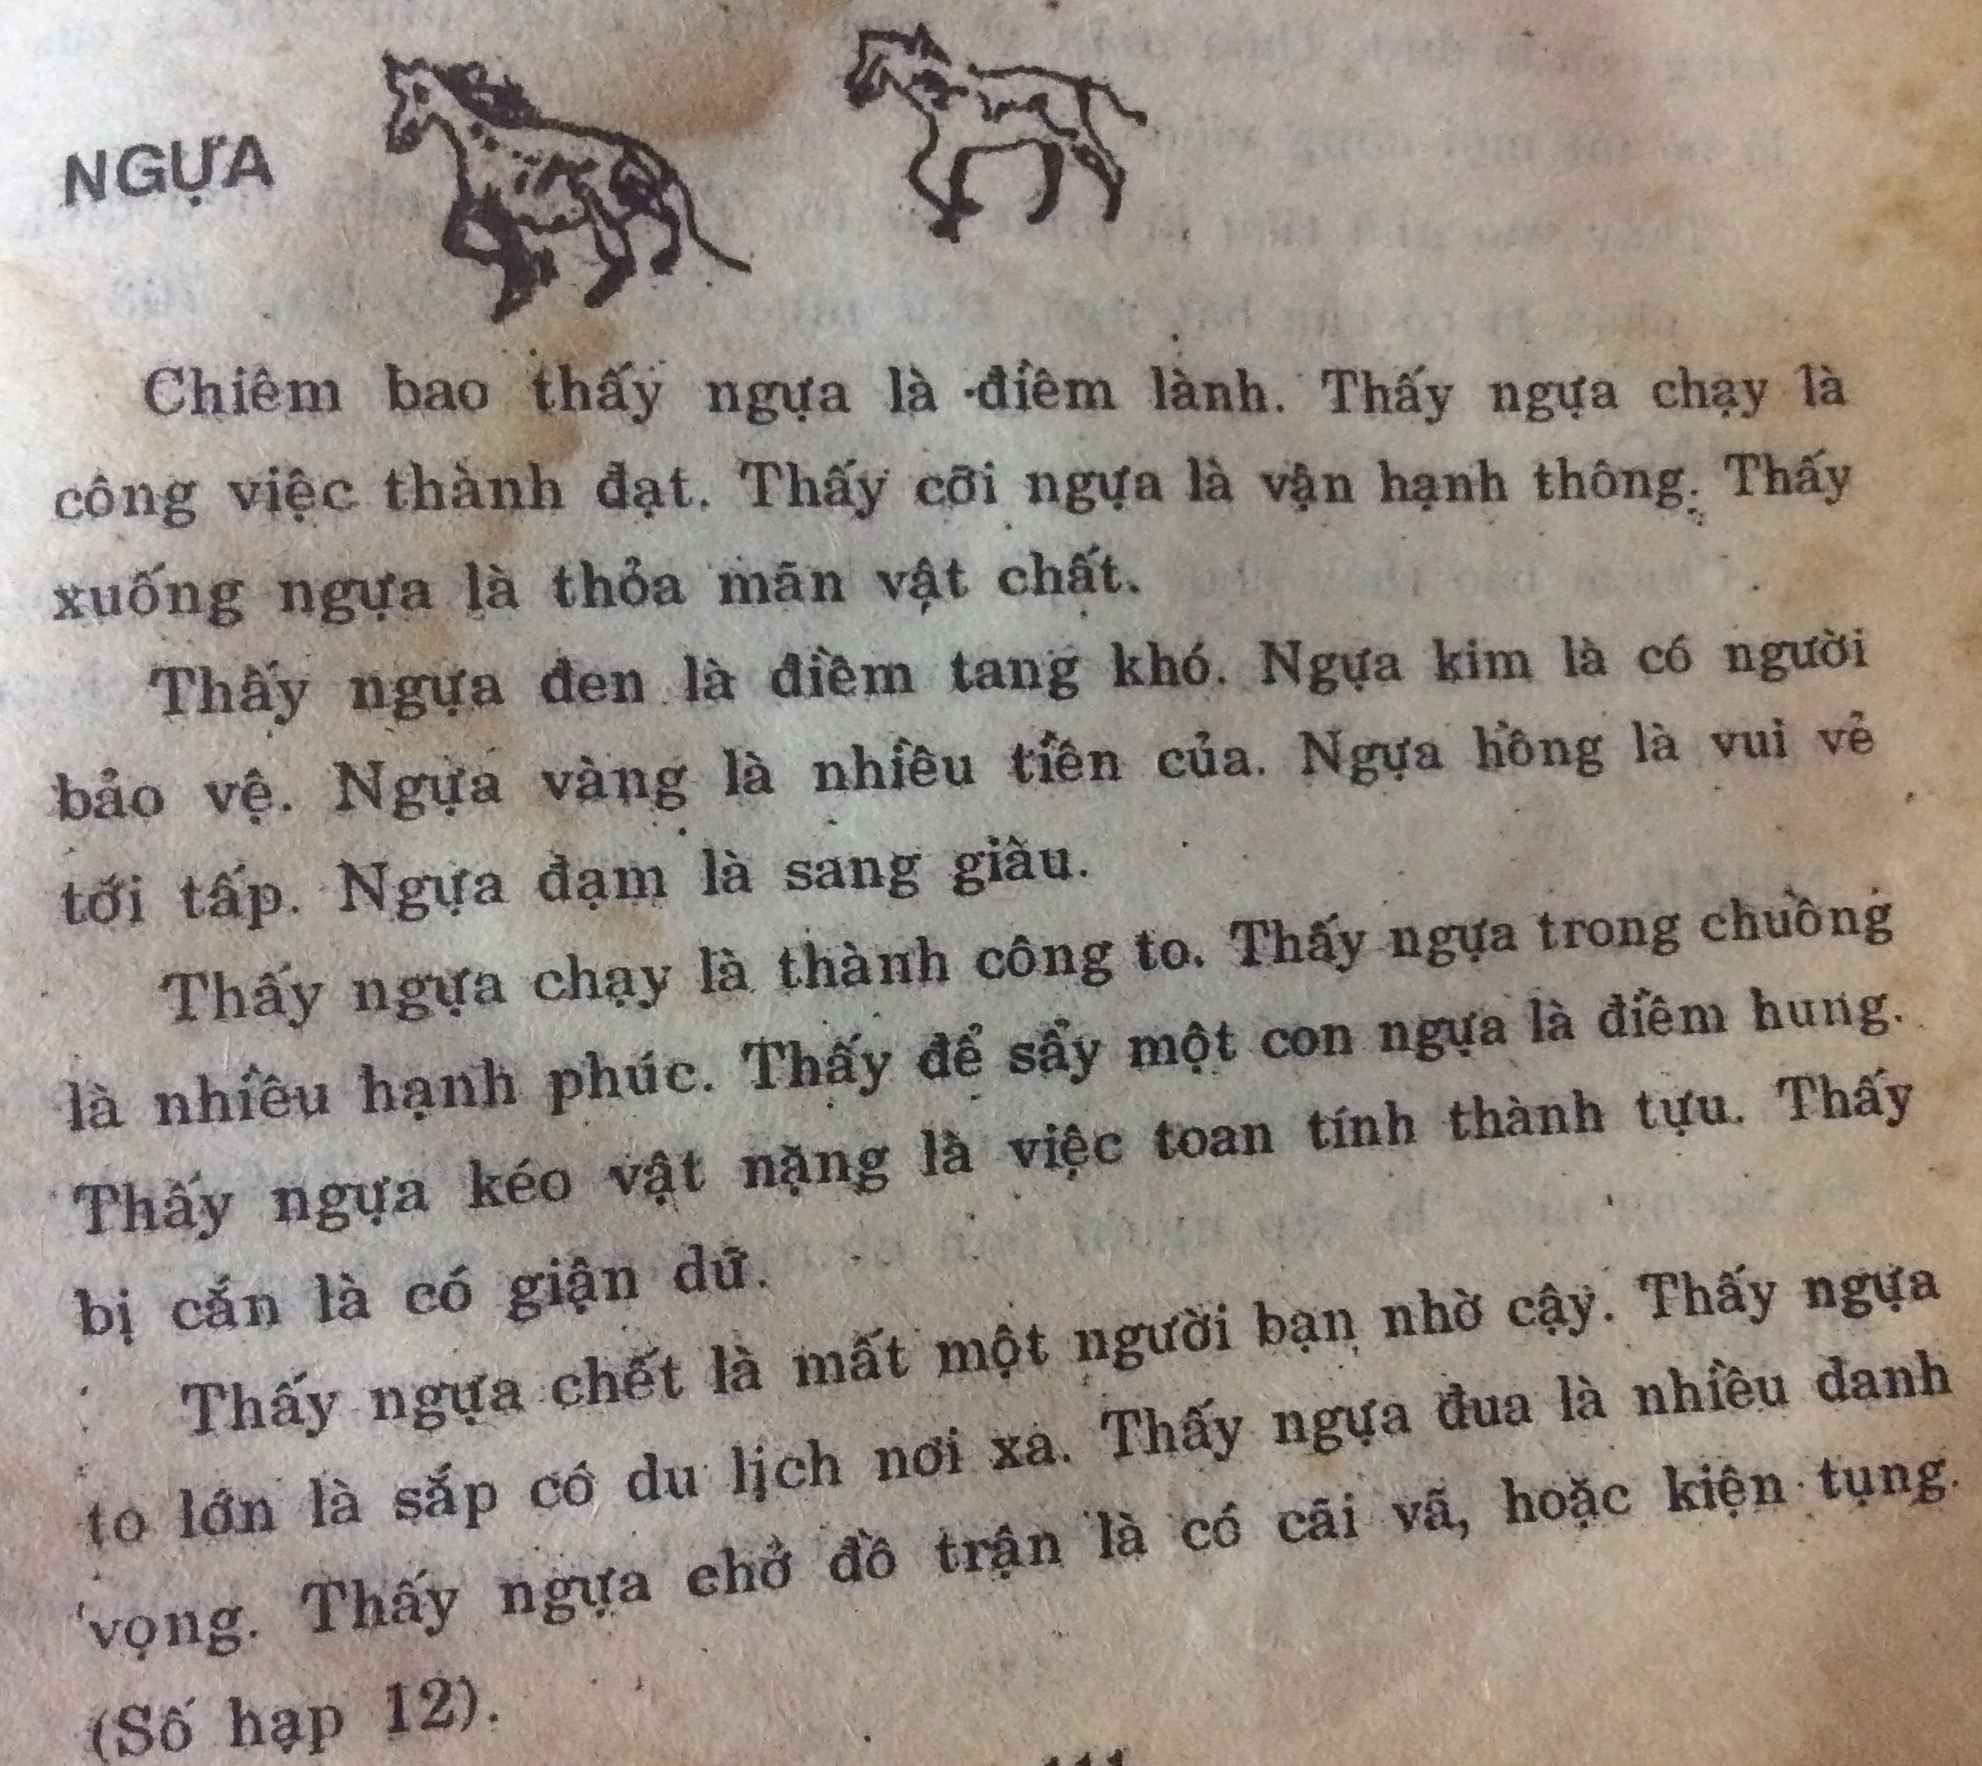 NGỰA
Chiêm bao thấy ngựa là điềm lành. Thấy ngựa chạy là
công việc thành đạt. Thấy cỡi ngựa là vận hạnh thông. Thấy
xuống ngựa là thỏa mãn vật chất.
Thấy ngựa đen là điềm tang khó. Ngựa kim là có người
bảo vệ. Ngựa vàng là nhiều tiền của. Ngựa hồng là vui vẻ
tới tấp. Ngựa đạm là sang giàu.
Thấy ngựa chạy là thành công to. Thấy ngựa trong chuồng
là nhiều hạnh phúc. Thấy để sẩy một con ngựa là điềm hung.
Thấy ngựa kéo vật nặng là việc toan tính thành tựu. Thấy
bị cắn là có giận dữ.
Thấy ngựa chết là mất một người bạn nhờ cậy. Thấy ngựa
to lớn là sắp có du lịch nơi xa. Thấy ngựa đua là nhiều danh
vọng. Thấy ngựa chở đồ trận là có cãi vã, hoặc kiện tụng.
(Số hạp 12).